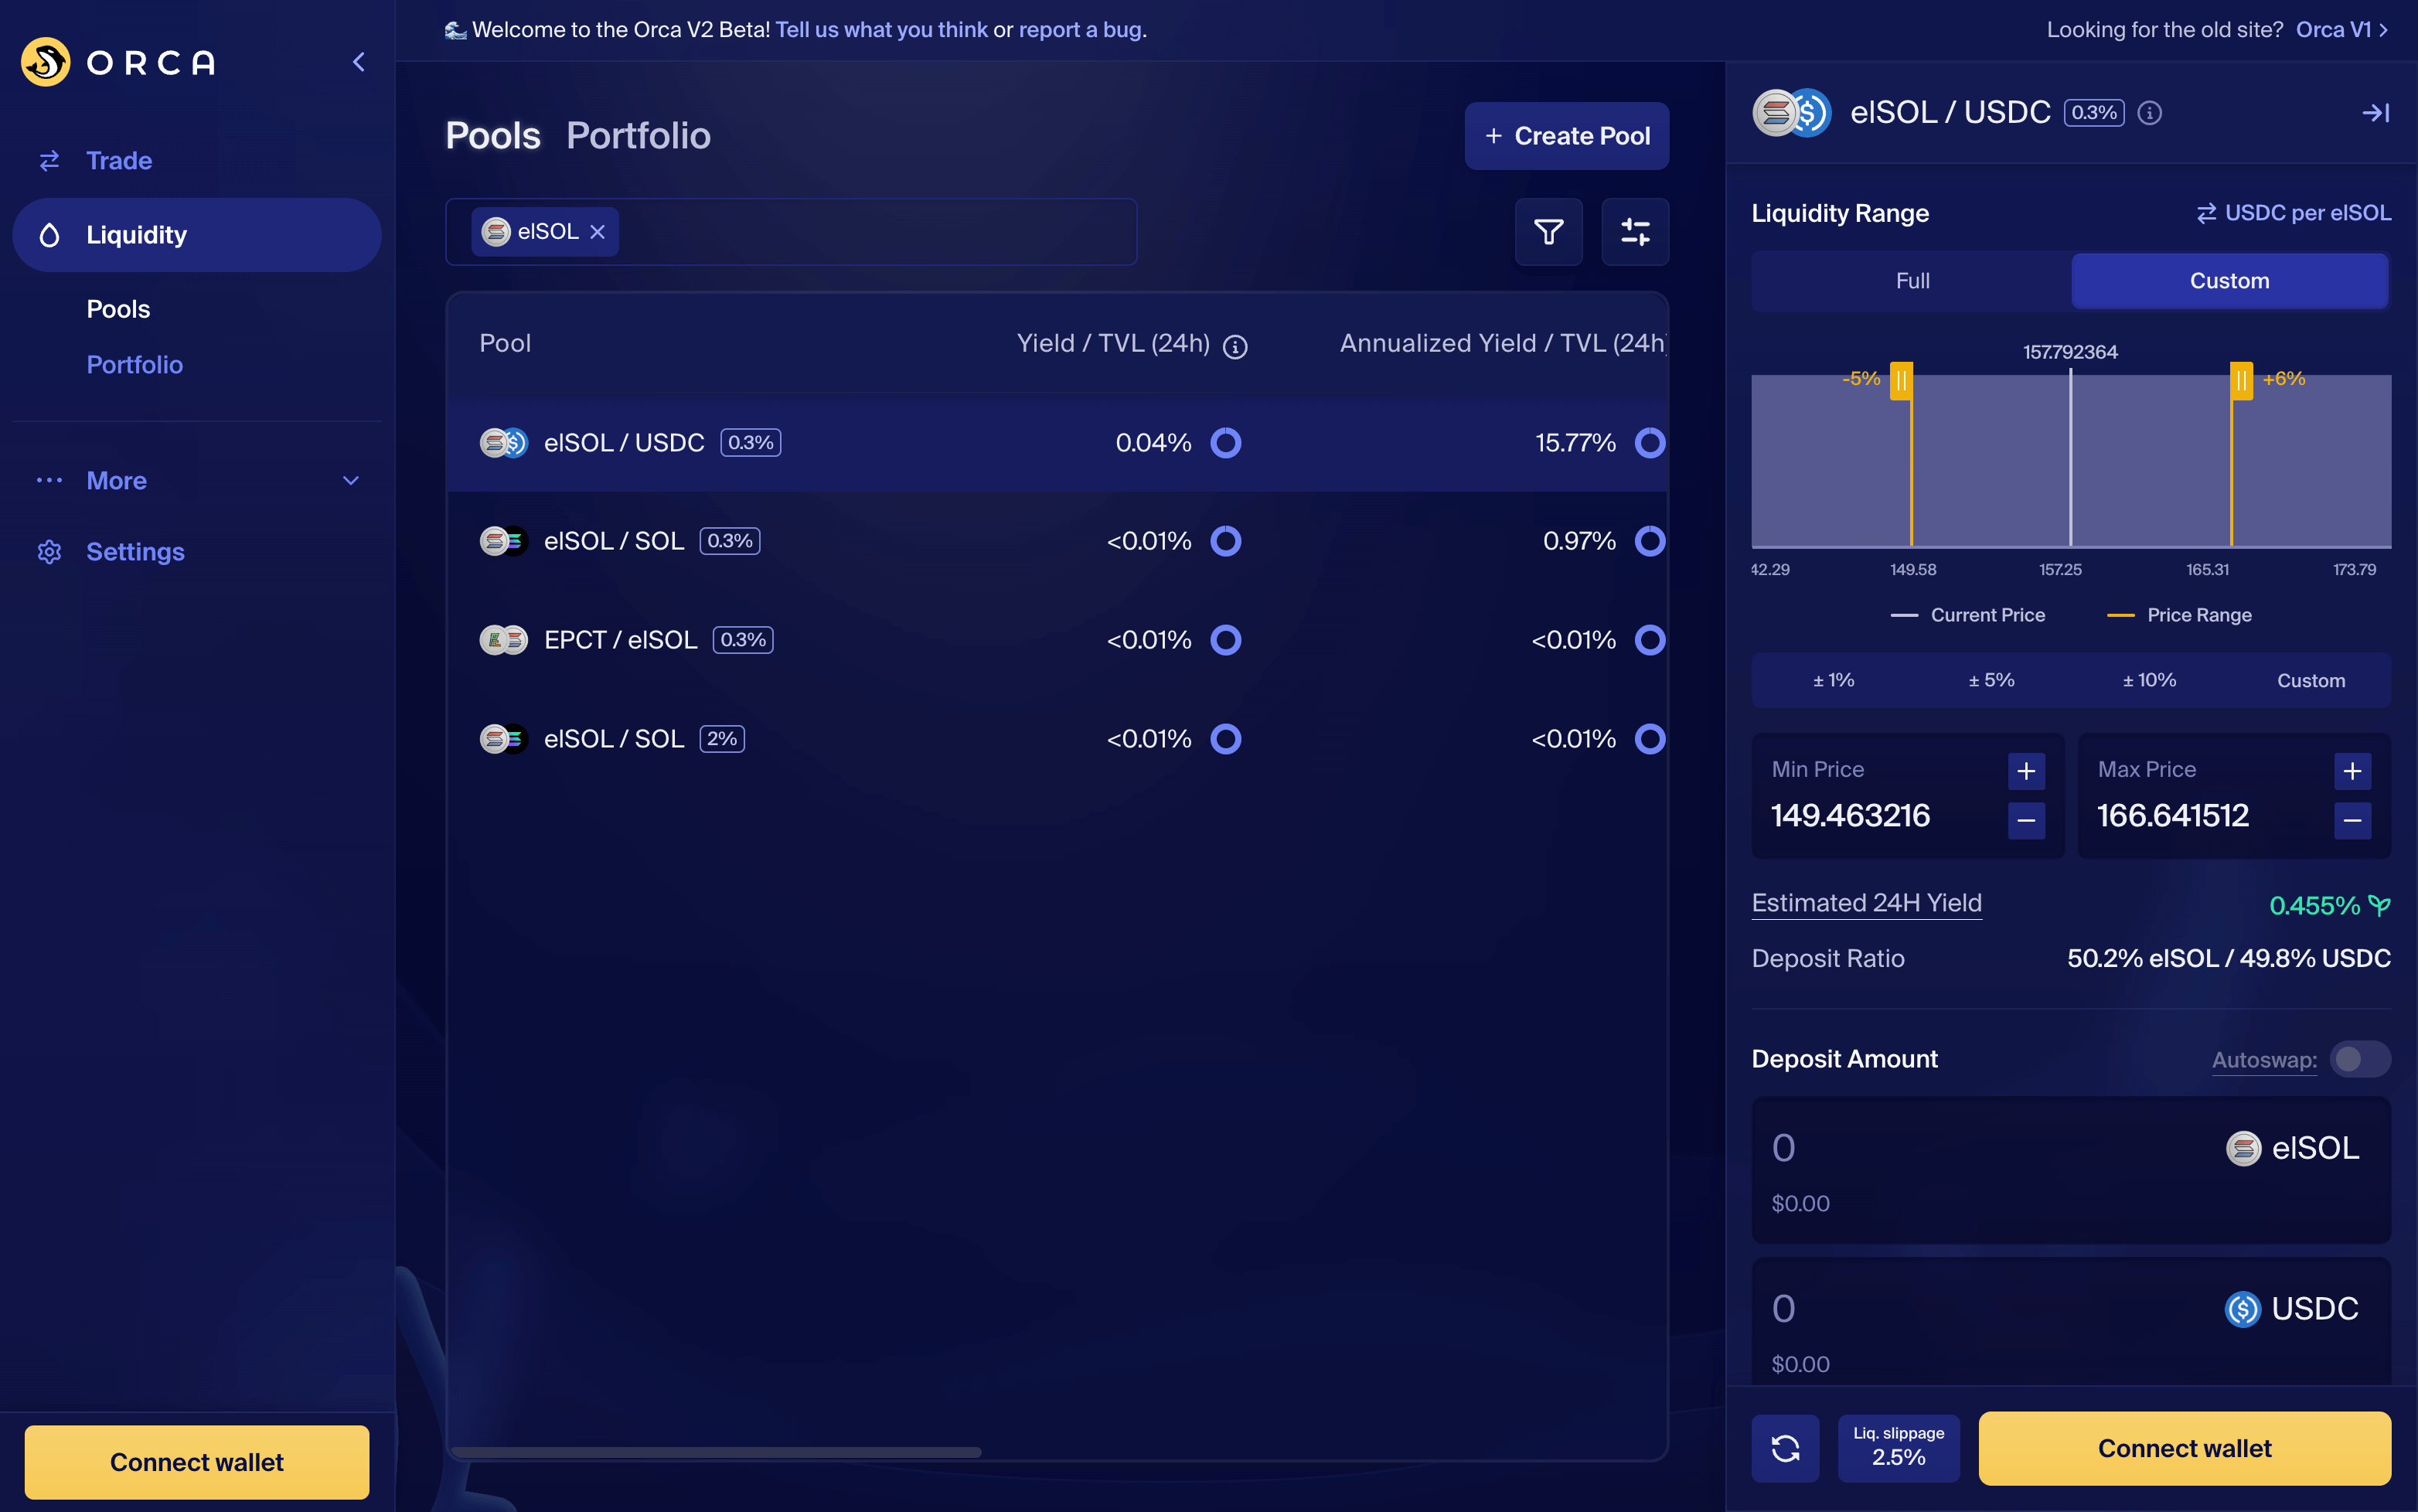 ORCA
Trade
Liquidity
Pools
Portfolio
More
Settings
Connect wallet
Welcome to the Orca V2 Beta! Tell us what you think or report a bug.
Looking for the old site? Orca V1
Pools Portfolio
+ Create Pool
elSOL
Pool Yield / TVL (24h) Annualized Yield / TVL (24h)
elSOL / USDC 0.3% 0.04% 15.77%
elSOL / SOL 0.3% <0.01% 0.97%
EPCT / elSOL 0.3% <0.01% <0.01%
elSOL / SOL 2% <0.01% <0.01%
elSOL / USDC 0.3%
Liquidity Range USDC per elSOL
Full Custom
157.792364
-5% +6%
42.29 149.58 157.25 165.31 173.79
Current Price Price Range
± 1% ± 5% ± 10% Custom
Min Price Max Price
149.463216 166.641512
Estimated 24H Yield 0.455%
Deposit Ratio 50.2% elSOL / 49.8% USDC
Deposit Amount Autoswap:
0 elSOL
$0.00
0 USDC
$0.00
Liq. slippage
2.5%
Connect wallet